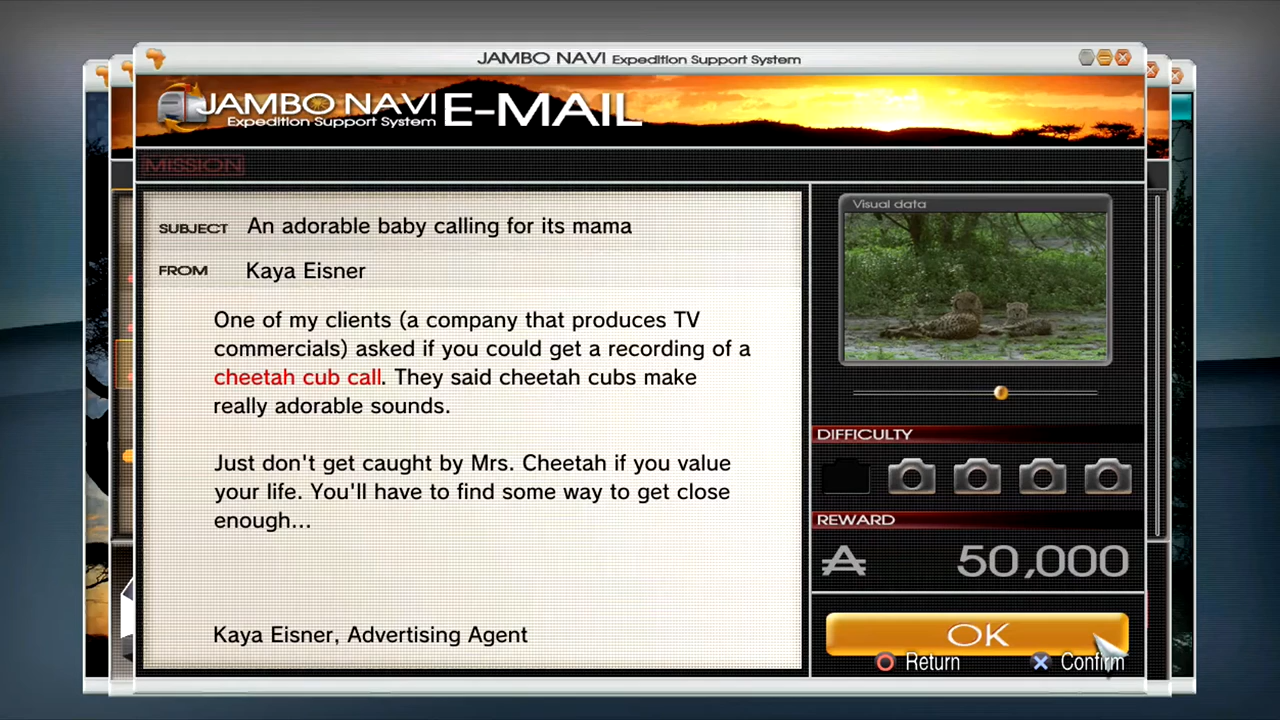 JAMBO NAVI Expedition Support System
JAMBO NAVI E-MAIL
Expedition Support System
MISSION
SUBJECT An adorable baby calling for its mama
FROM Kaya Eisner
One of my clients (a company that produces TV
commercials) asked if you could get a recording of a
cheetah cub call. They said cheetah cubs make
really adorable sounds.
Just don't get caught by Mrs. Cheetah if you value
your life. You'll have to find some way to get close
enough...
Kaya Eisner, Advertising Agent
Visual data
DIFFICULTY
REWARD
50,000
OK
Return Confirm